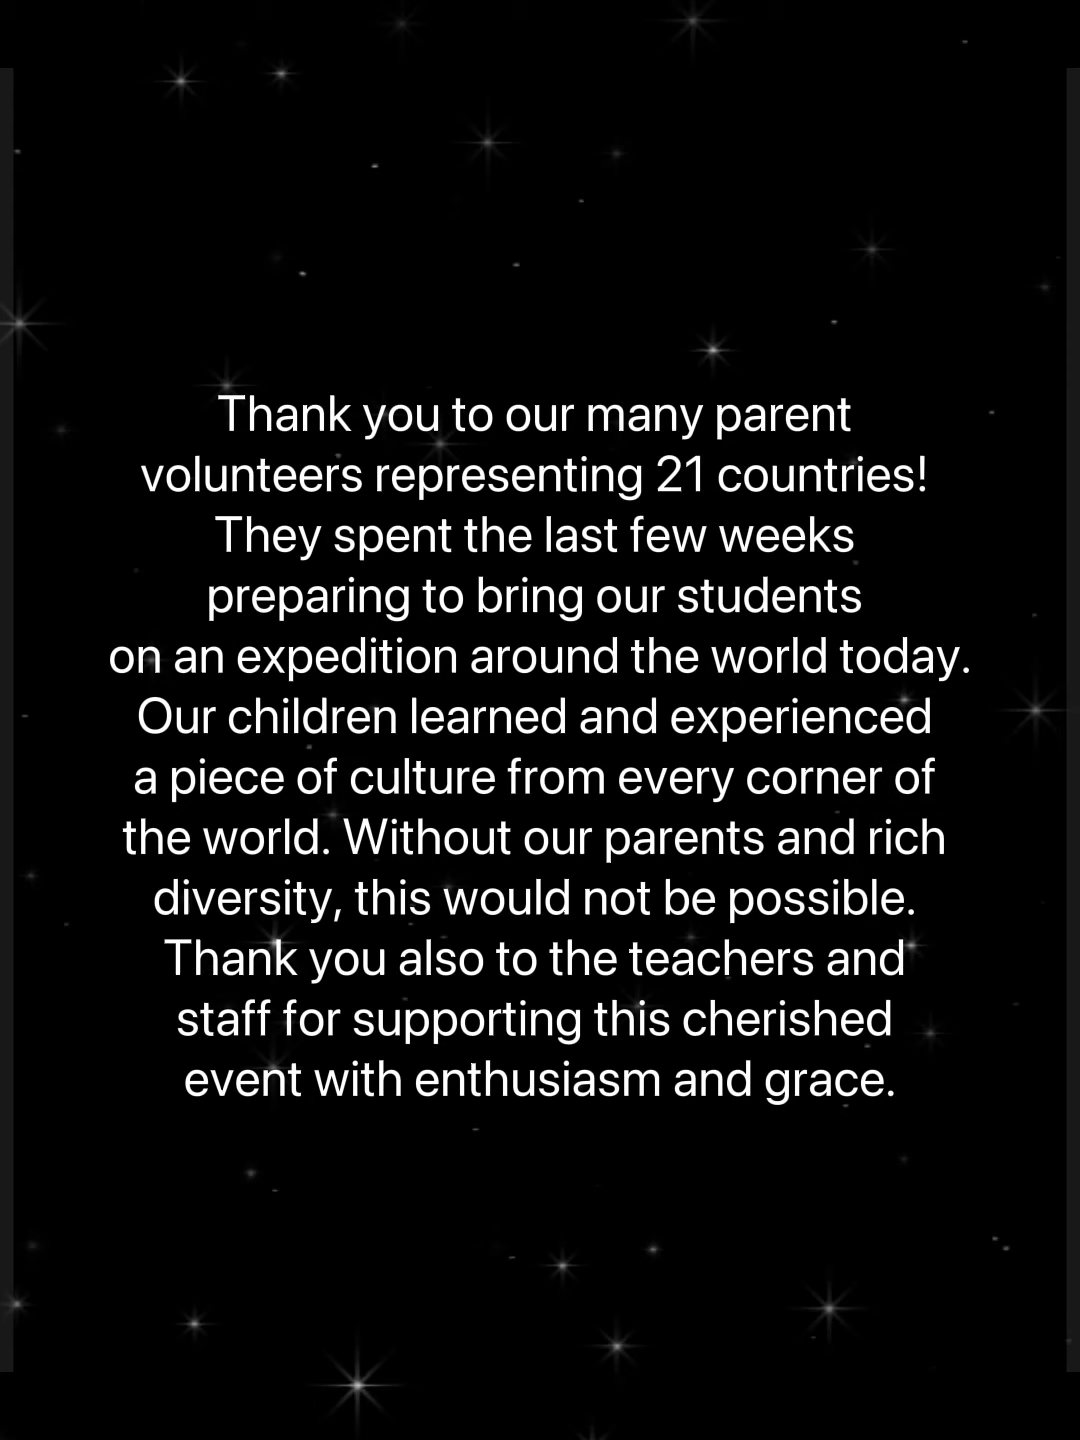 Thank you to our many parent
volunteers representing 21 countries!
They spent the last few weeks
preparing to bring our students
on an expedition around the world today.
Our children learned and experienced
a piece of culture from every corner of
the world. Without our parents and rich
diversity, this would not be possible.
Thank you also to the teachers and
staff for supporting this cherished
event with enthusiasm and grace.